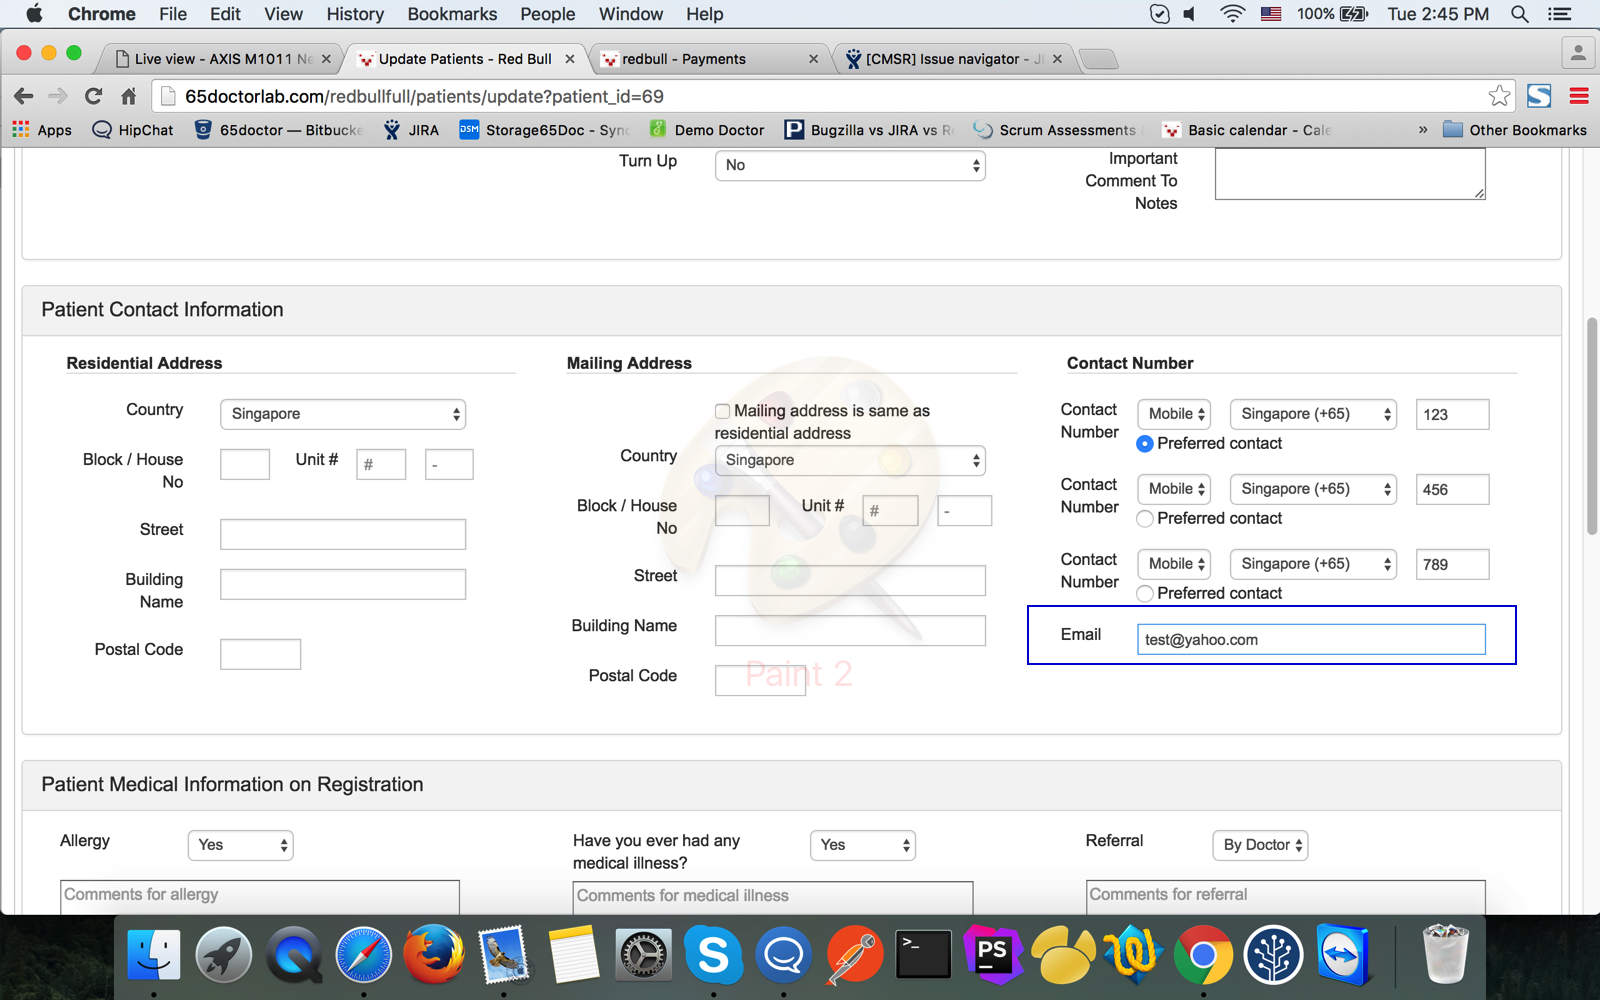 Chrome File Edit View History Bookmarks People Window Help 100% Tue 2:45 PM
Live view - AXIS M1011 Ne Update Patients - Red Bull redbull - Payments [CMSR] Issue navigator - JI
65doctorlab.com/redbullfull/patients/update?patient_id=69
Apps HipChat 65doctor — Bitbucke JIRA DSM Storage65Doc - Syno Demo Doctor Bugzilla vs JIRA vs Re Scrum Assessments Basic calendar - Cale » Other Bookmarks
Turn Up No
Important
Comment To
Notes
Patient Contact Information
Residential Address
Country Singapore
Block / House
No
Unit # # -
Street
Building
Name
Postal Code
Mailing Address
Mailing address is same as
residential address
Country Singapore
Block / House
No
Unit # # -
Street
Building Name
Postal Code
Paint 2
Contact Number
Contact
Number
Mobile Singapore (+65) 123
Preferred contact
Contact
Number
Mobile Singapore (+65) 456
Preferred contact
Contact
Number
Mobile Singapore (+65) 789
Preferred contact
Email test@yahoo.com
Patient Medical Information on Registration
Allergy Yes
Comments for allergy
Have you ever had any
medical illness?
Yes
Comments for medical illness
Referral By Doctor
Comments for referral
>_
PS